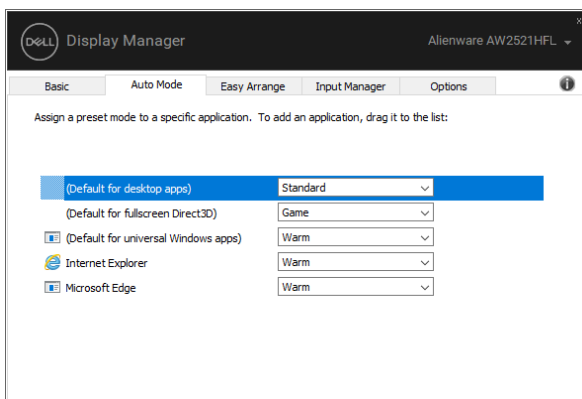 DELL Display Manager
Alienware AW2521HFL
Basic Auto Mode Easy Arrange Input Manager Options
Assign a preset mode to a specific application. To add an application, drag it to the list:
(Default for desktop apps) Standard
(Default for fullscreen Direct3D) Game
(Default for universal Windows apps) Warm
Internet Explorer Warm
Microsoft Edge Warm